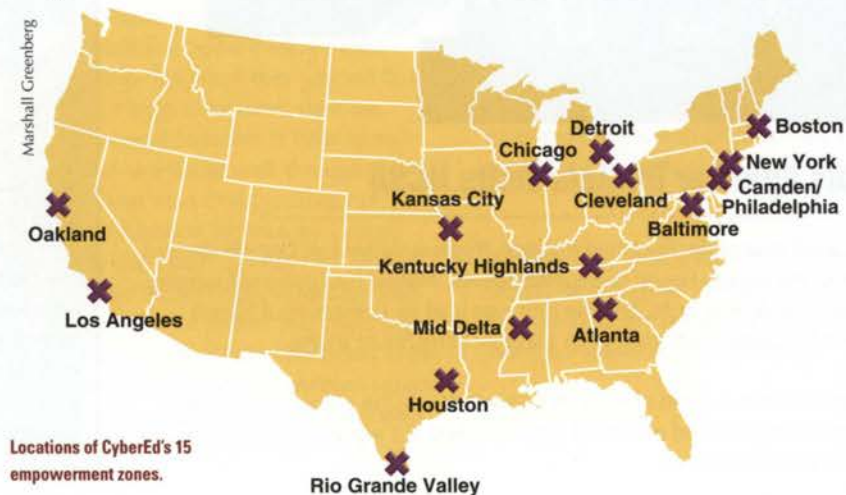 Marshall Greenberg
Detroit
Boston
Chicago
New York
Kansas City
Cleveland
Camden/
Philadelphia
Oakland
Baltimore
Kentucky Highlands
Los Angeles
Mid Delta
Atlanta
Houston
Locations of CyberEd's 15
empowerment zones.
Rio Grande Valley